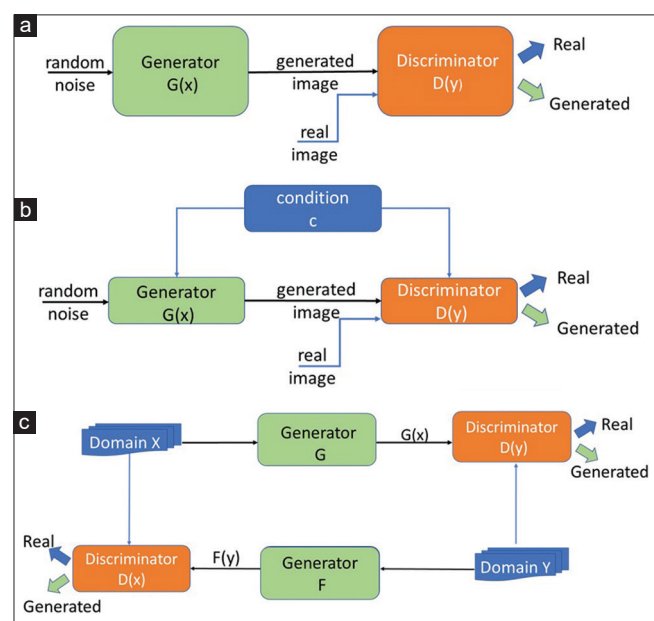 a
random
noise
Generator
G(x)
generated
image
real
image
Discriminator
D(y)
Real
Generated
b
condition
c
random
noise
Generator
G(x)
generated
image
real
image
Discriminator
D(y)
Real
Generated
c
Domain X
Generator
G
G(x)
Discriminator
D(y)
Real
Generated
Real
Generated
Discriminator
D(x)
F(y)
Generator
F
Domain Y